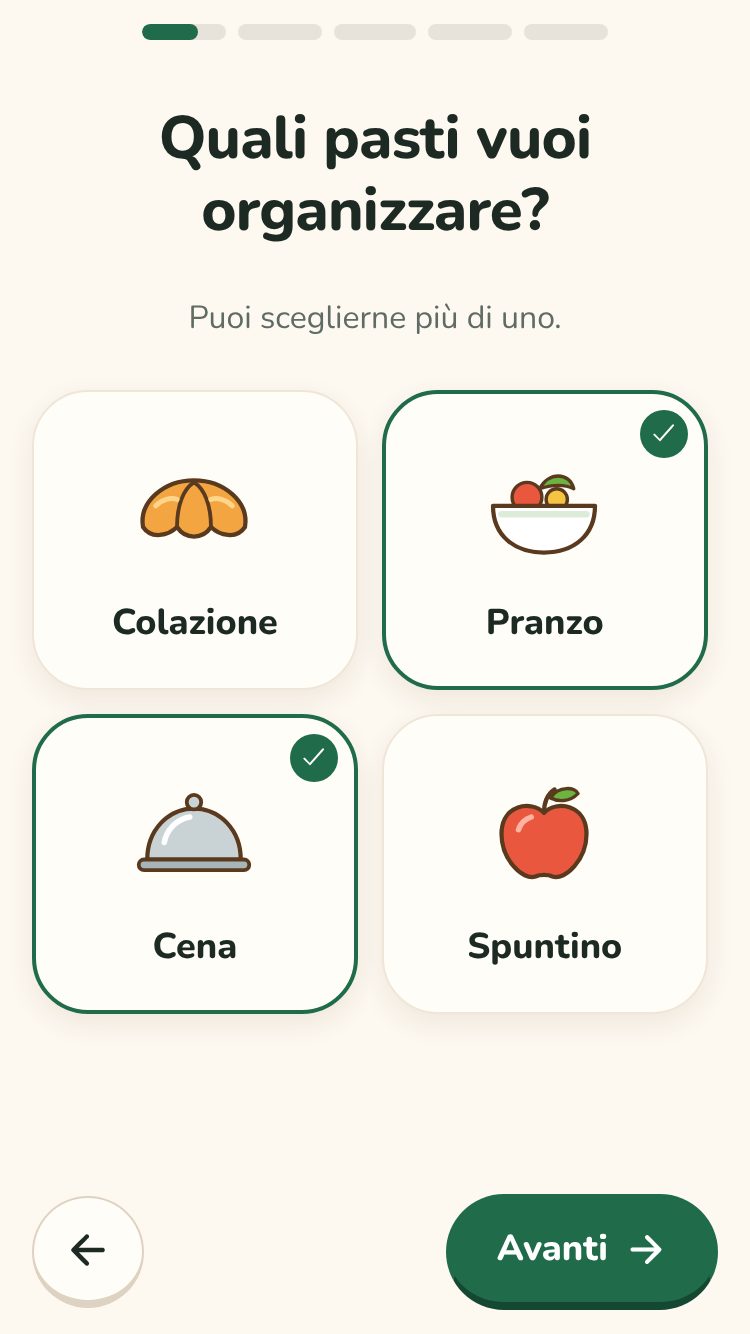 Quali pasti vuoi
organizzare?
Puoi sceglierne più di uno.
Colazione
Pranzo
Cena
Spuntino
Avanti